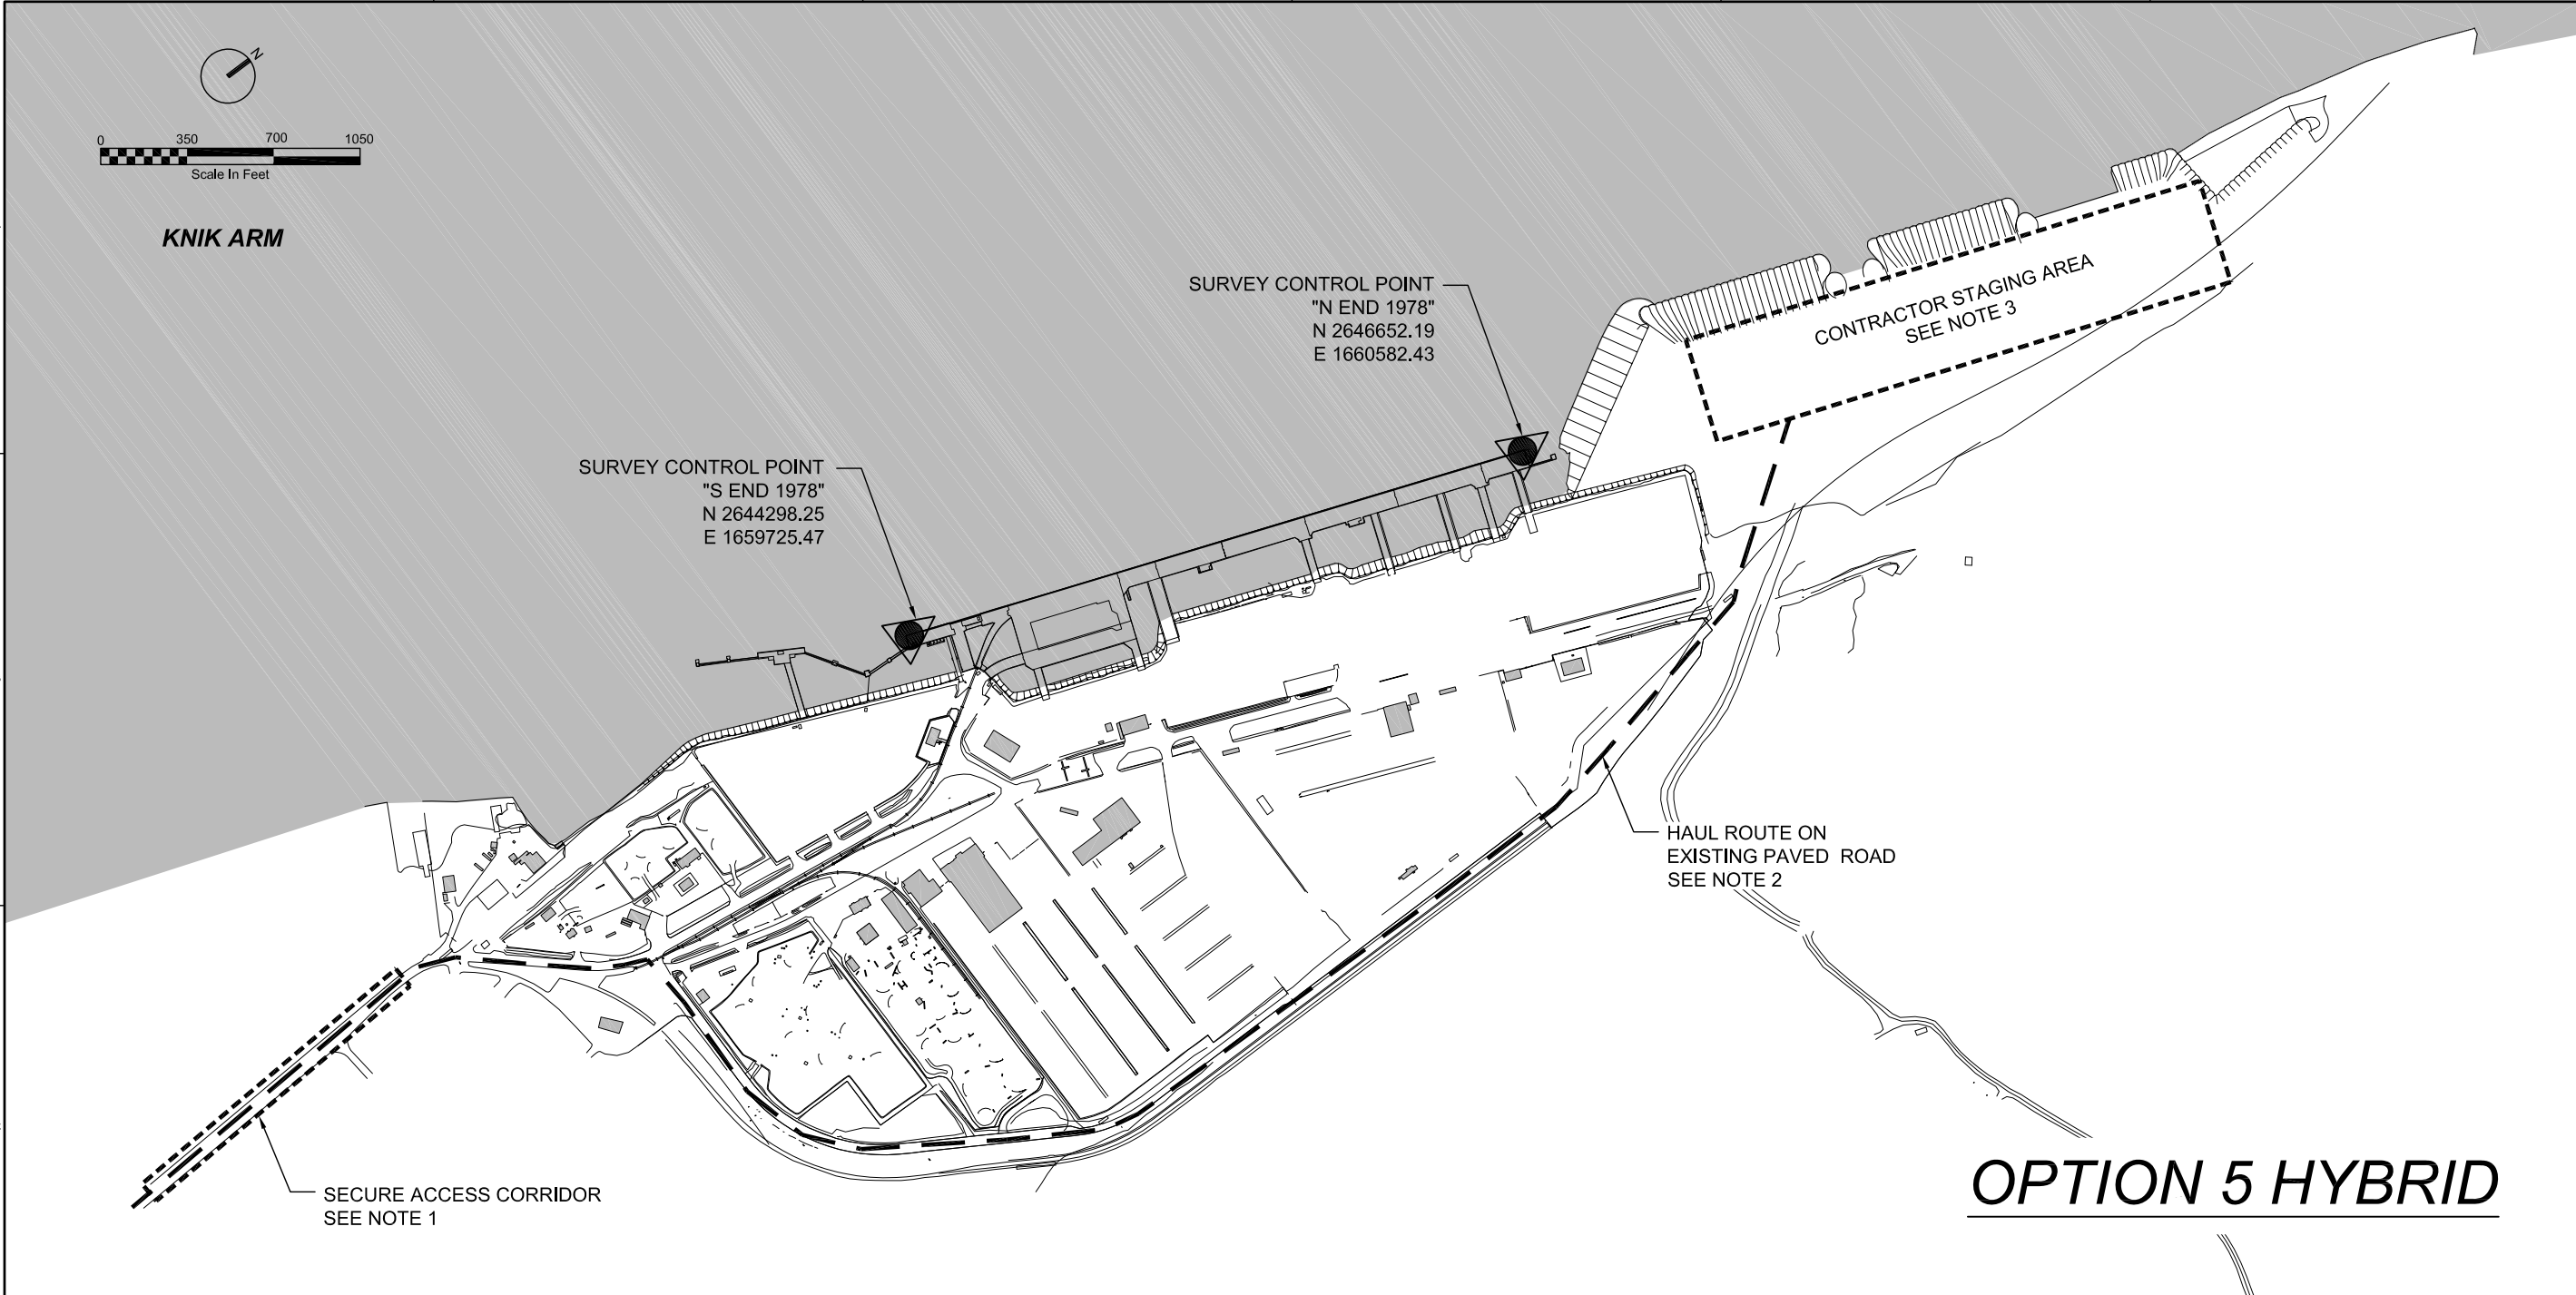 N
0 350 700 1050
Scale In Feet
KNIK ARM
SURVEY CONTROL POINT
"N END 1978"
N 2646652.19
E 1660582.43
CONTRACTOR STAGING AREA
SEE NOTE 3
SURVEY CONTROL POINT
"S END 1978"
N 2644298.25
E 1659725.47
HAUL ROUTE ON
EXISTING PAVED ROAD
SEE NOTE 2
SECURE ACCESS CORRIDOR
SEE NOTE 1
OPTION 5 HYBRID